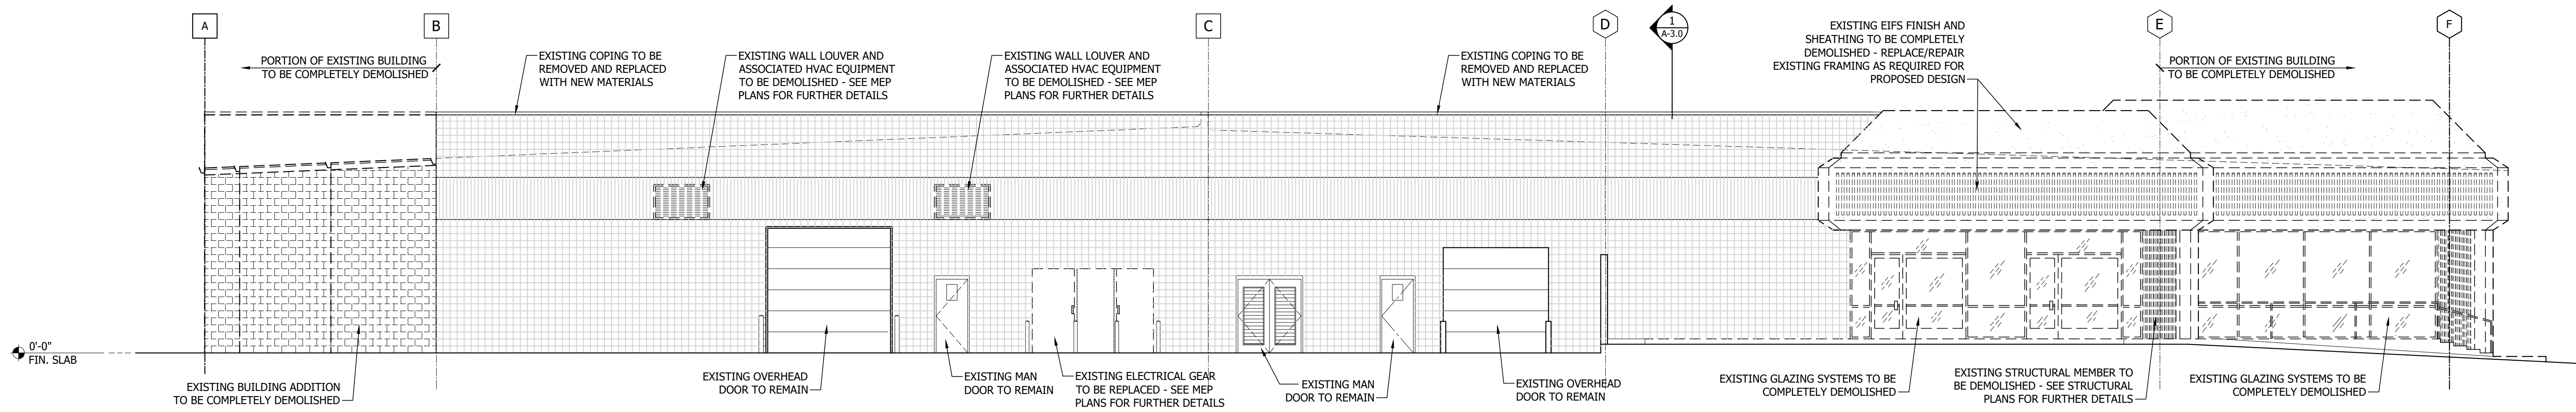 A
B
C
D
1
A-3.0
E
F
PORTION OF EXISTING BUILDING
TO BE COMPLETELY DEMOLISHED
EXISTING COPING TO BE
REMOVED AND REPLACED
WITH NEW MATERIALS
EXISTING WALL LOUVER AND
ASSOCIATED HVAC EQUIPMENT
TO BE DEMOLISHED - SEE MEP
PLANS FOR FURTHER DETAILS
EXISTING WALL LOUVER AND
ASSOCIATED HVAC EQUIPMENT
TO BE DEMOLISHED - SEE MEP
PLANS FOR FURTHER DETAILS
EXISTING COPING TO BE
REMOVED AND REPLACED
WITH NEW MATERIALS
EXISTING EIFS FINISH AND
SHEATHING TO BE COMPLETELY
DEMOLISHED - REPLACE/REPAIR
EXISTING FRAMING AS REQUIRED FOR
PROPOSED DESIGN
PORTION OF EXISTING BUILDING
TO BE COMPLETELY DEMOLISHED
0'-0"
FIN. SLAB
EXISTING BUILDING ADDITION
TO BE COMPLETELY DEMOLISHED
EXISTING OVERHEAD
DOOR TO REMAIN
EXISTING MAN
DOOR TO REMAIN
EXISTING ELECTRICAL GEAR
TO BE REPLACED - SEE MEP
PLANS FOR FURTHER DETAILS
EXISTING MAN
DOOR TO REMAIN
EXISTING OVERHEAD
DOOR TO REMAIN
EXISTING GLAZING SYSTEMS TO BE
COMPLETELY DEMOLISHED
EXISTING STRUCTURAL MEMBER TO
BE DEMOLISHED - SEE STRUCTURAL
PLANS FOR FURTHER DETAILS
EXISTING GLAZING SYSTEMS TO BE
COMPLETELY DEMOLISHED